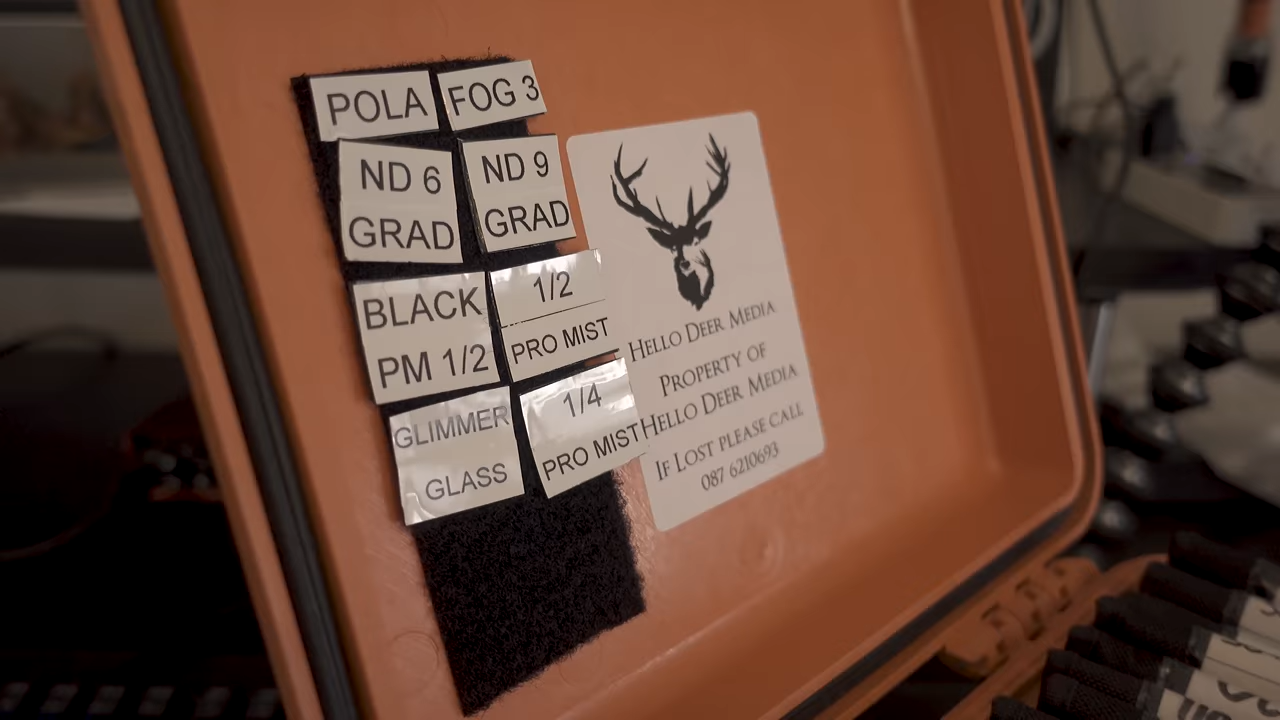 POLA
FOG 3
ND 6
GRAD
ND 9
GRAD
BLACK
PM 1/2
1/2
PRO MIST
GLIMMER
GLASS
1/4
PRO MIST
HELLO DEER MEDIA
PROPERTY OF
HELLO DEER MEDIA
IF LOST PLEASE CALL
087 6210693